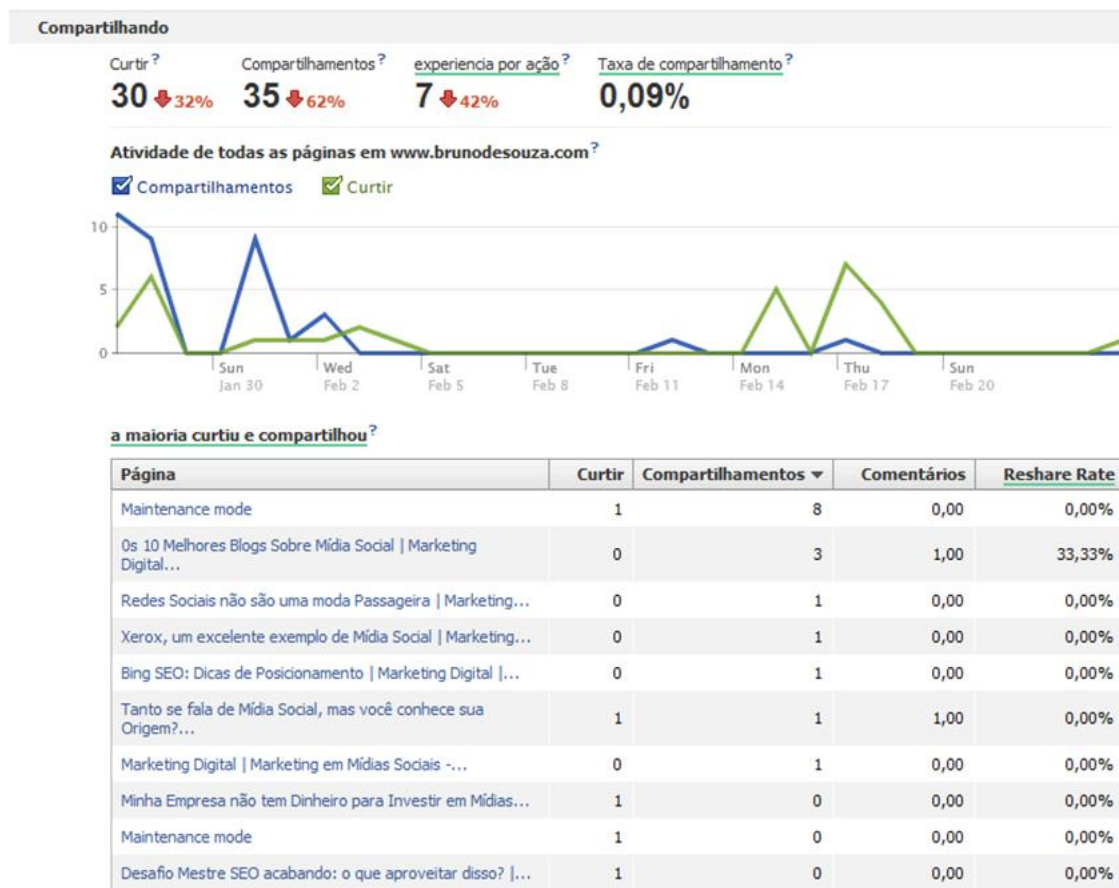 Compartilhando
Curtir ? Compartilhamentos ? experiencia por ação ? Taxa de compartilhamento ?
30 32% 35 62% 7 42% 0,09%
Atividade de todas as páginas em www.brunodesouza.com ?
Compartilhamentos Curtir
10
5
0
Sun Wed Sat Tue Fri Mon Thu Sun
Jan 30 Feb 2 Feb 5 Feb 8 Feb 11 Feb 14 Feb 17 Feb 20
a maioria curtiu e compartilhou ?
Página Curtir Compartilhamentos Comentários Reshare Rate
Maintenance mode 1 8 0,00 0,00%
0s 10 Melhores Blogs Sobre Mídia Social | Marketing
Digital... 0 3 1,00 33,33%
Redes Sociais não são uma moda Passageira | Marketing... 0 1 0,00 0,00%
Xerox, um excelente exemplo de Mídia Social | Marketing... 0 1 0,00 0,00%
Bing SEO: Dicas de Posicionamento | Marketing Digital |... 0 1 0,00 0,00%
Tanto se fala de Mídia Social, mas você conhece sua
Origem?... 1 1 1,00 0,00%
Marketing Digital | Marketing em Mídias Sociais -... 0 1 0,00 0,00%
Minha Empresa não tem Dinheiro para Investir em Mídias... 1 0 0,00 0,00%
Maintenance mode 1 0 0,00 0,00%
Desafio Mestre SEO acabando: o que aproveitar disso? |... 1 0 0,00 0,00%